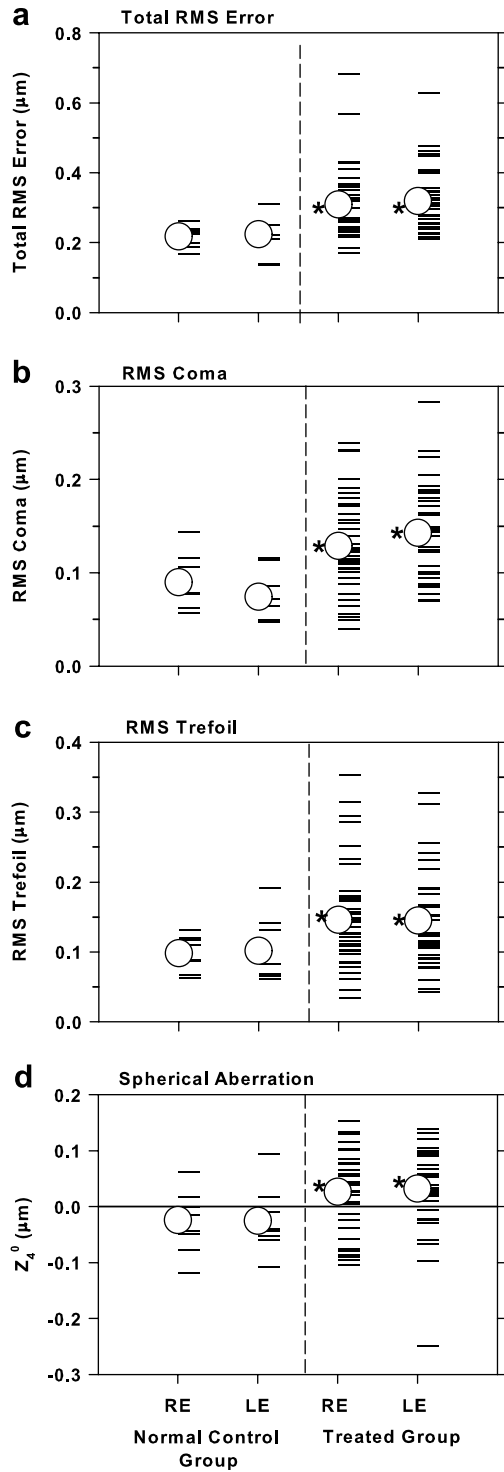 a Total RMS Error
Total RMS Error (μm)
0.8
0.6
0.4
0.2
0.0
* *
b RMS Coma
RMS Coma (μm)
0.3
0.2
0.1
0.0
* *
c RMS Trefoil
RMS Trefoil (μm)
0.4
0.3
0.2
0.1
0.0
* *
d Spherical Aberration
Z₄⁰ (μm)
0.2
0.1
0.0
-0.1
-0.3
* *
RE LE RE LE
Normal Control Group Treated Group